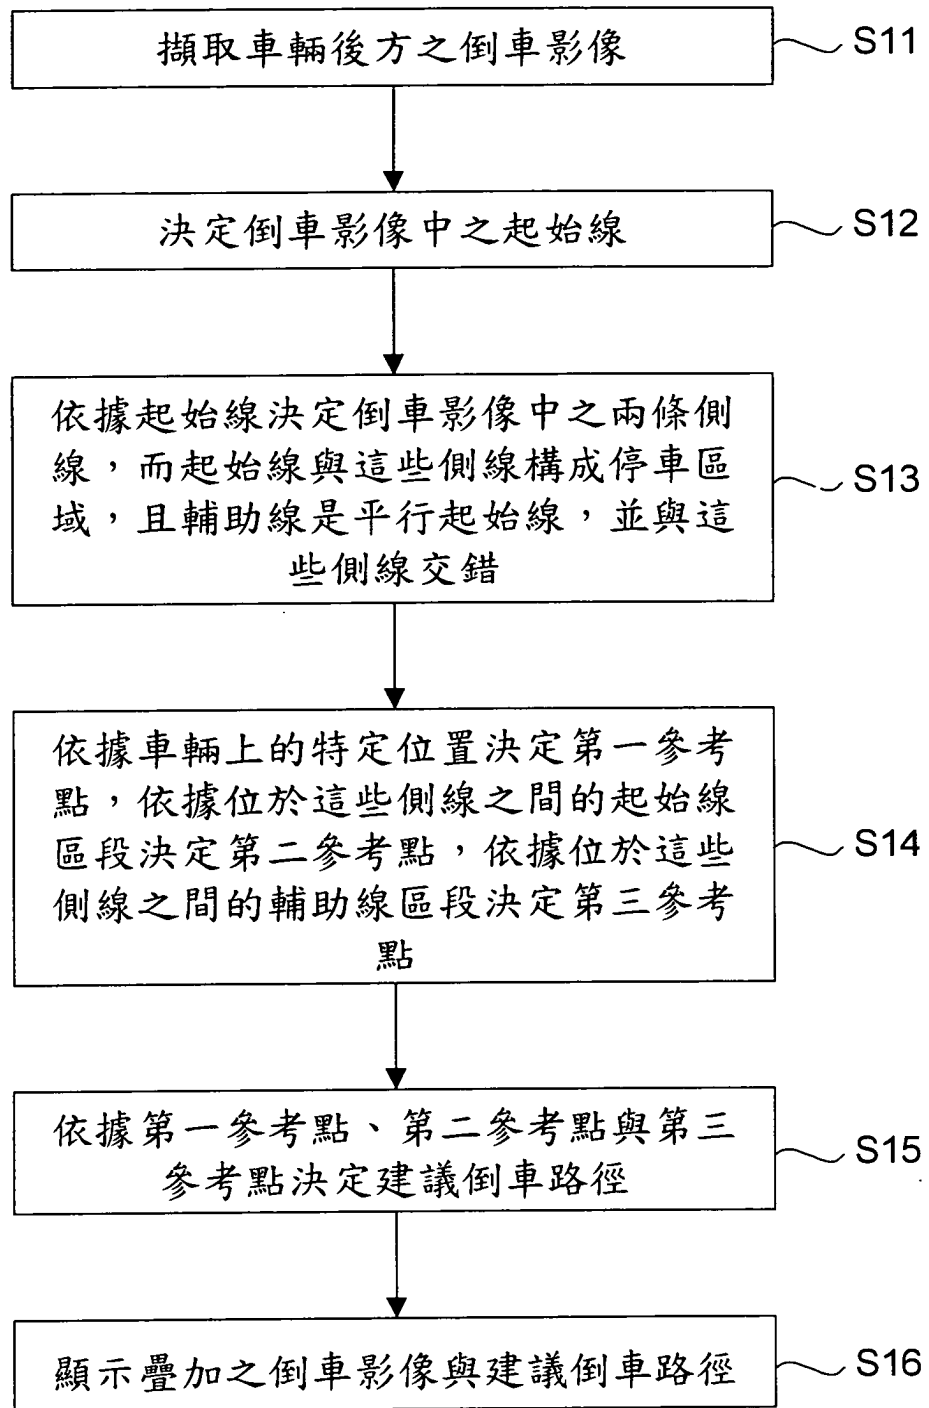 擷取車輛後方之倒車影像
S11
決定倒車影像中之起始線
S12
依據起始線決定倒車影像中之兩條側
線，而起始線與這些側線構成停車區
域，且輔助線是平行起始線，並與這
些側線交錯
S13
依據車輛上的特定位置決定第一參考
點，依據位於這些側線之間的起始線
區段決定第二參考點，依據位於這些
側線之間的輔助線區段決定第三參考
點
S14
依據第一參考點、第二參考點與第三
參考點決定建議倒車路徑
S15
顯示疊加之倒車影像與建議倒車路徑
S16